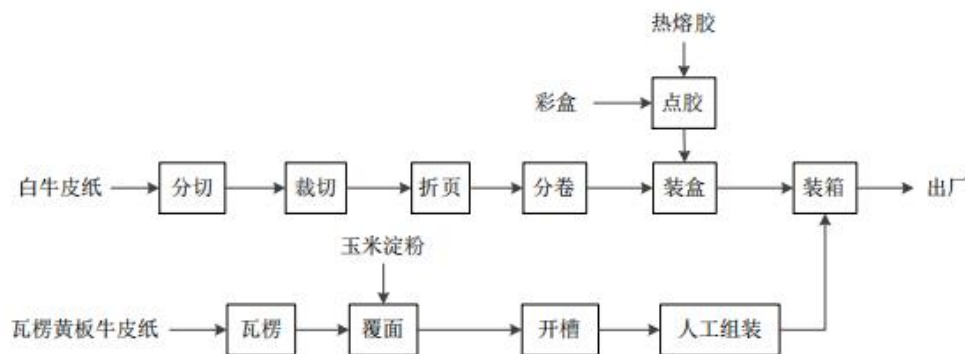 热熔胶
彩盒
点胶
白牛皮纸
分切
裁切
折页
分卷
装盒
装箱
出厂
玉米淀粉
瓦楞黄板牛皮纸
瓦楞
覆面
开槽
人工组装